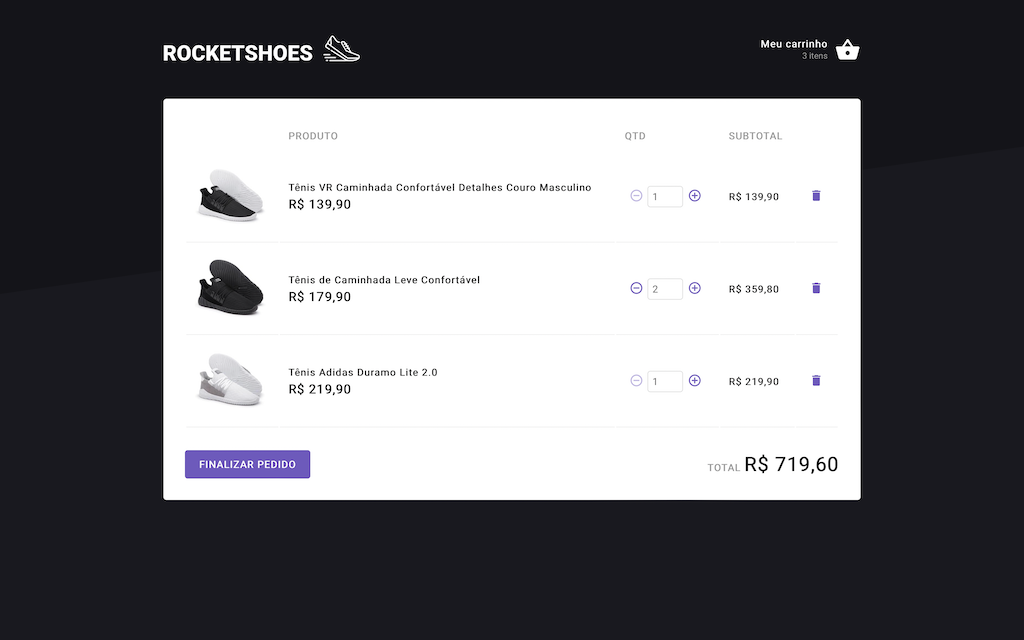 ROCKETSHOES
Meu carrinho
3 itens
PRODUTO QTD SUBTOTAL
Tênis VR Caminhada Confortável Detalhes Couro Masculino
R$ 139,90
1
R$ 139,90
Tênis de Caminhada Leve Confortável
R$ 179,90
2
R$ 359,80
Tênis Adidas Duramo Lite 2.0
R$ 219,90
1
R$ 219,90
FINALIZAR PEDIDO
TOTAL R$ 719,60